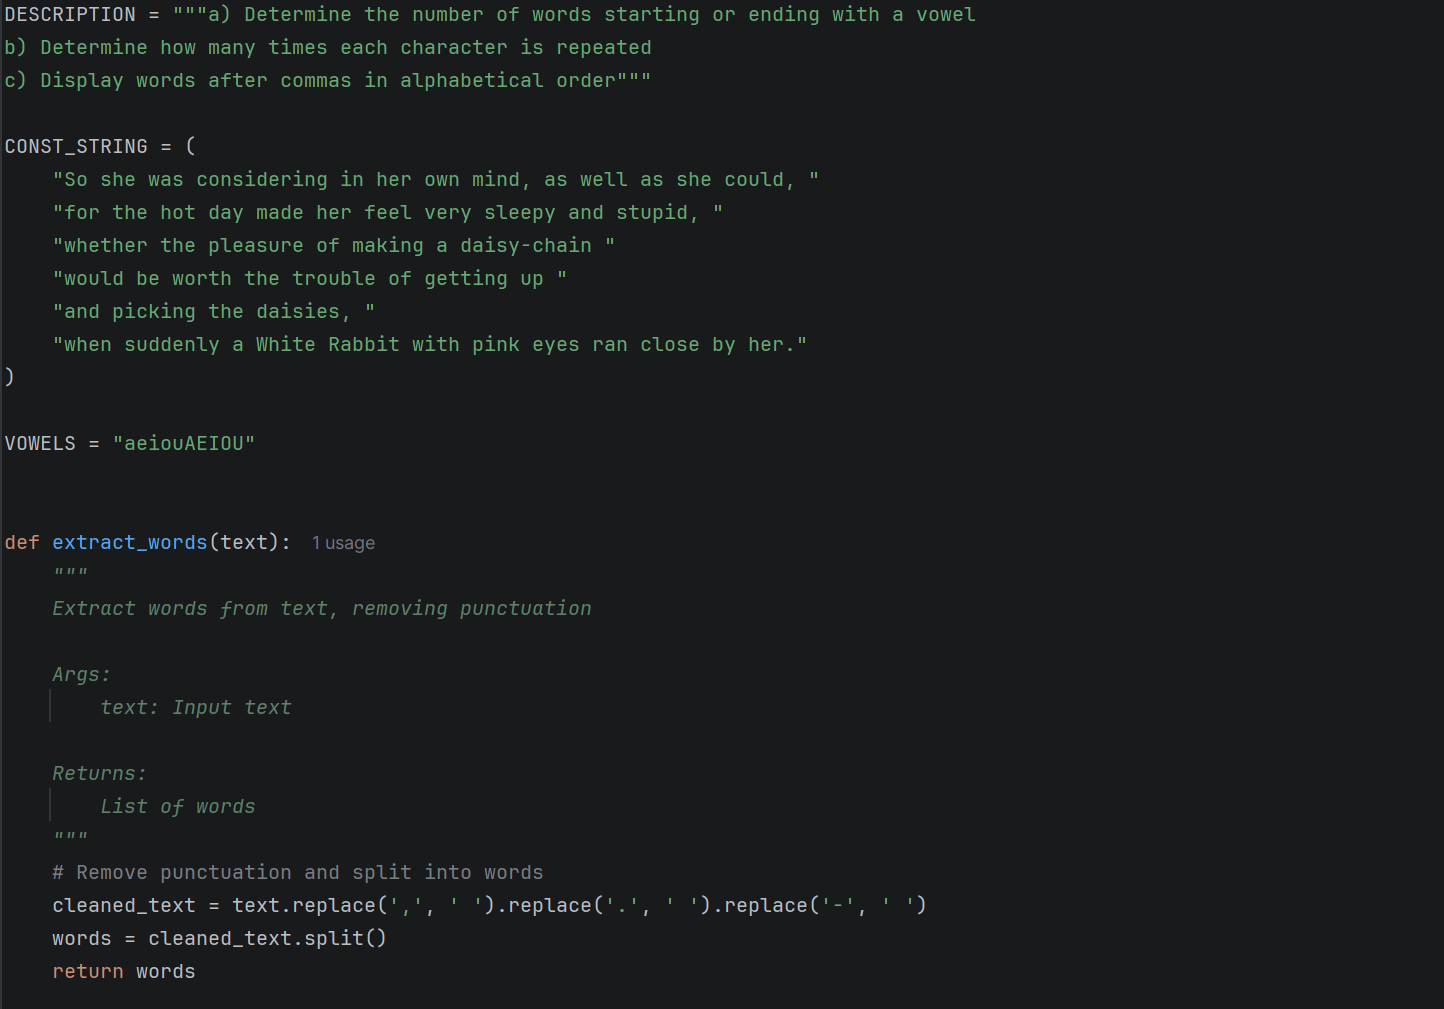 DESCRIPTION = """a) Determine the number of words starting or ending with a vowel
b) Determine how many times each character is repeated
c) Display words after commas in alphabetical order"""
CONST_STRING = (
    "So she was considering in her own mind, as well as she could, "
    "for the hot day made her feel very sleepy and stupid, "
    "whether the pleasure of making a daisy-chain "
    "would be worth the trouble of getting up "
    "and picking the daisies, "
    "when suddenly a White Rabbit with pink eyes ran close by her."
)
VOWELS = "aeiouAEIOU"
def extract_words(text):  1 usage
    """
    Extract words from text, removing punctuation
    Args:
        text: Input text
    Returns:
        List of words
    """
    # Remove punctuation and split into words
    cleaned_text = text.replace(',', ' ').replace('.', ' ').replace('-', ' ')
    words = cleaned_text.split()
    return words